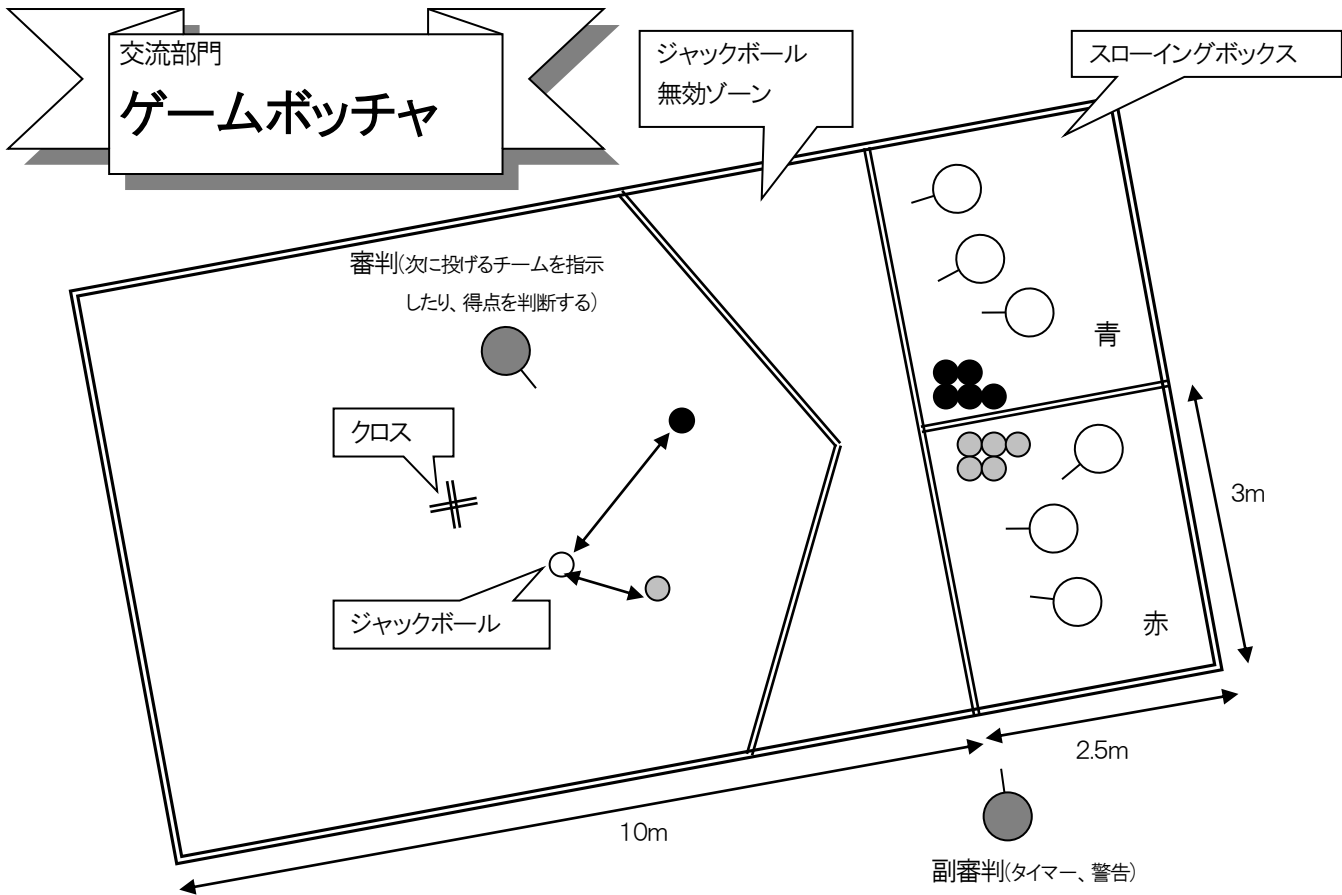 交流部門
ゲームボッチャ
ジャックボール
無効ゾーン
スローイングボックス
審判(次に投げるチームを指示
したり、得点を判断する)
青
クロス
3m
ジャックボール
赤
2.5m
10m
副審判(タイマー、警告)